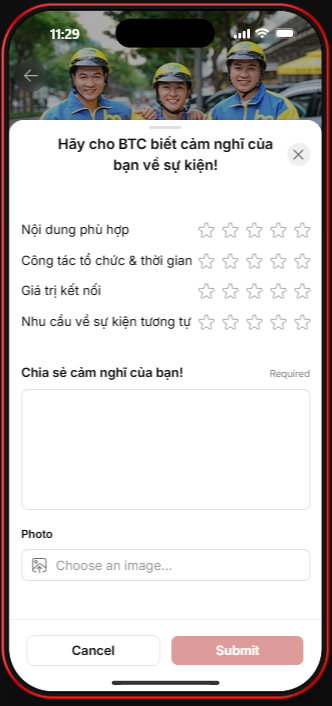 11:29
Hãy cho BTC biết cảm nghĩ của
bạn về sự kiện!
Nội dung phù hợp
Công tác tổ chức & thời gian
Giá trị kết nối
Nhu cầu về sự kiện tương tự
Chia sẻ cảm nghĩ của bạn!
Required
Photo
Choose an image...
Cancel
Submit